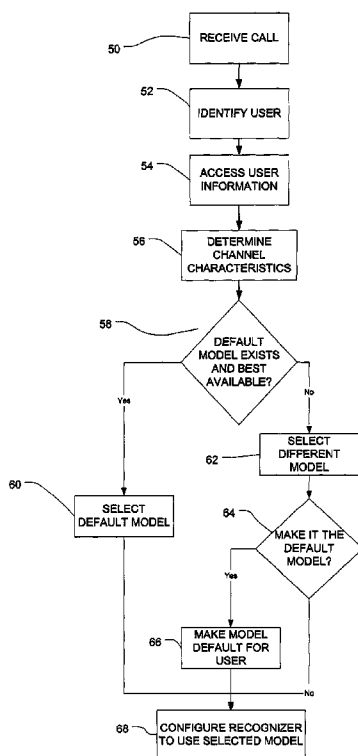 50
RECEIVE CALL
52
IDENTIFY USER
54
ACCESS USER
INFORMATION
56
DETERMINE
CHANNEL
CHARACTERISTICS
58
DEFAULT
MODEL EXISTS
AND BEST
AVAILABLE?
Yes
No
62
SELECT
DIFFERENT
MODEL
60
SELECT
DEFAULT MODEL
64
MAKE IT THE
DEFAULT
MODEL?
Yes
66
MAKE MODEL
DEFAULT FOR
USER
No
68
CONFIGURE RECOGNIZER
TO USE SELECTED MODEL